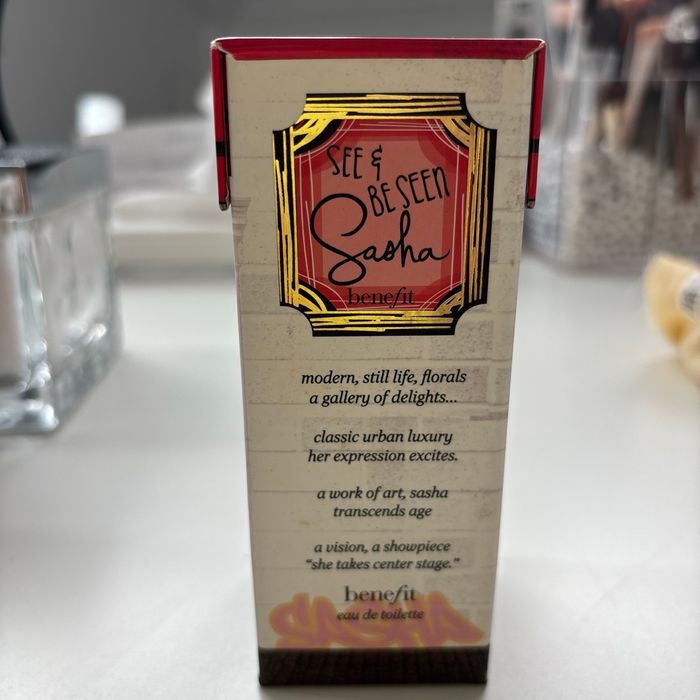 SEE &
BE SEEN
Sasha
benefit
modern, still life, florals
a gallery of delights...
classic urban luxury
her expression excites.
a work of art, sasha
transcends age
a vision, a showpiece
"she takes center stage."
benefit
eau de toilette
SASHA